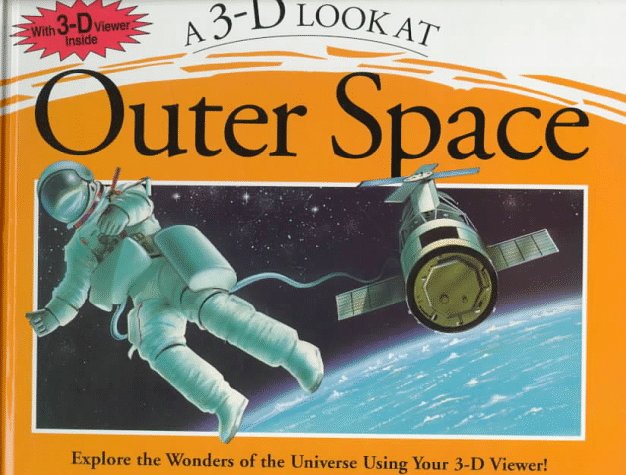 With 3-D Viewer
Inside
A 3-D LOOK AT
Outer Space
Explore the Wonders of the Universe Using Your 3-D Viewer!